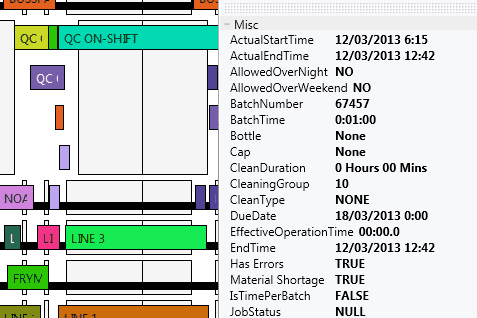 Misc
ActualStartTime 12/03/2013 6:15
QC ON-SHIFT
ActualEndTime 12/03/2013 12:42
AllowedOverNight NO
QC
AllowedOverWeekend NO
BatchNumber 67457
BatchTime 0:01:00
Bottle None
Cap None
CleanDuration 0 Hours 00 Mins
CleaningGroup 10
NOA
CleanType NONE
DueDate 18/03/2013 0:00
EffectiveOperationTime 00:00.0
L LI LINE 3
EndTime 12/03/2013 12:42
Has Errors TRUE
FRYM
Material Shortage TRUE
IsTimePerBatch FALSE
JobStatus NULL
LINE LINE 1